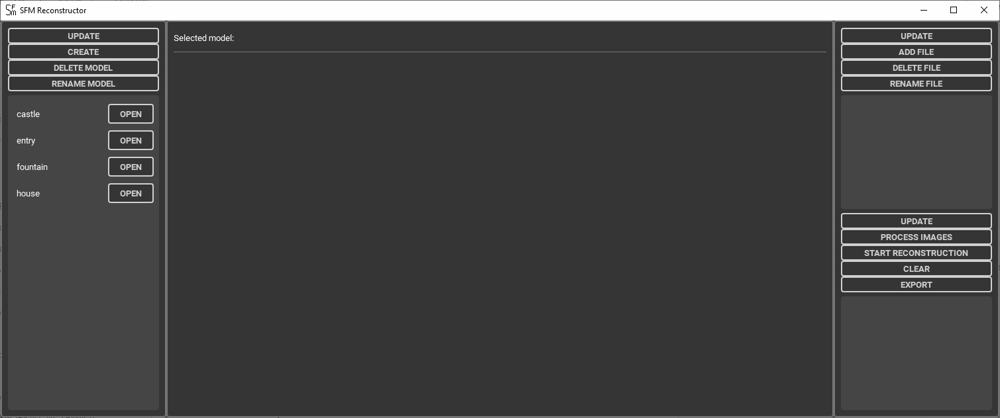 SFM Reconstructor
UPDATE
CREATE
DELETE MODEL
RENAME MODEL
castle OPEN
entry OPEN
fountain OPEN
house OPEN
Selected model:
UPDATE
ADD FILE
DELETE FILE
RENAME FILE
UPDATE
PROCESS IMAGES
START RECONSTRUCTION
CLEAR
EXPORT